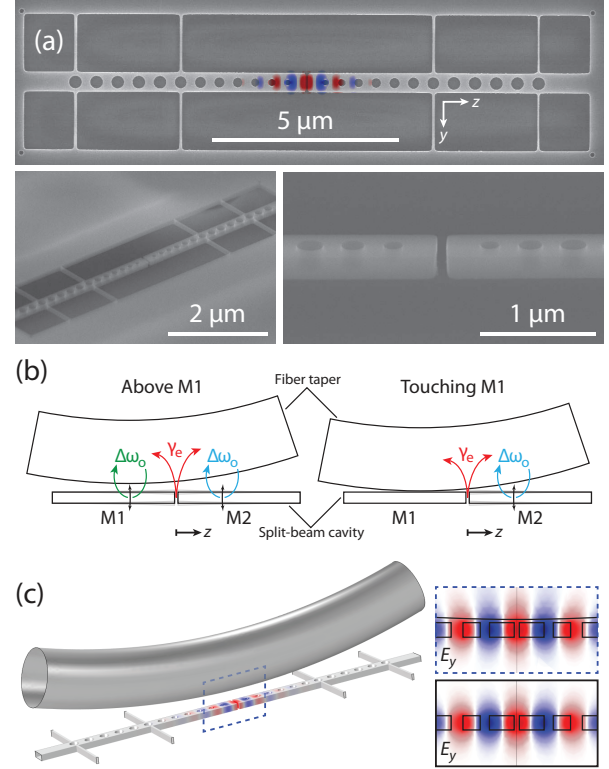 (a)
5 μm
z
y
2 μm
1 μm
(b)
Above M1
Fiber taper
Touching M1
γe
Δωo
Δωo
γe
Δωo
M1
M2
Split-beam cavity
M1
M2
z
z
(c)
Ey
Ey